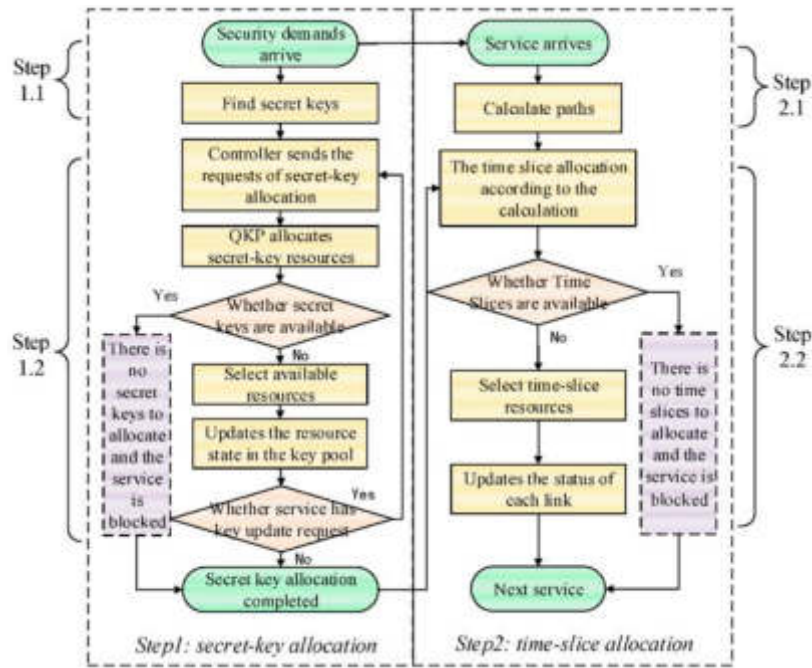 Security demands
arrive
Service arrives
Step
1.1
Find secret keys
Calculate paths
Step
2.1
Controller sends the
requests of secret-key
allocation
The time slice allocation
according to the
calculation
QKP allocates
secret-key resources
Yes
Whether secret
keys are available
No
Whether Time
Slices are available
Yes
No
Step
1.2
There is
no
secret
keys to
allocate
and the
service
is
blocked
Select available
resources
Select time-slice
resources
There is
no time
slices to
allocate
and the
service is
blocked
Step
2.2
Updates the resource
state in the key pool
Updates the status of
each link
Yes
Whether service has
key update request
No
Secret key allocation
completed
Next service
Step1: secret-key allocation
Step2: time-slice allocation